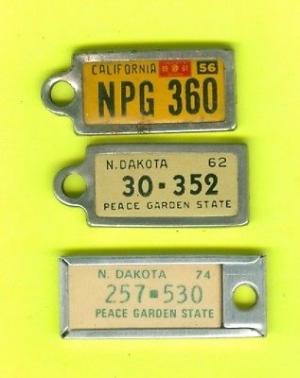 CALIFORNIA 56
NPG 360
N.DAKOTA 62
30-352
PEACE GARDEN STATE
N. DAKOTA 74
257-530
PEACE GARDEN STATE